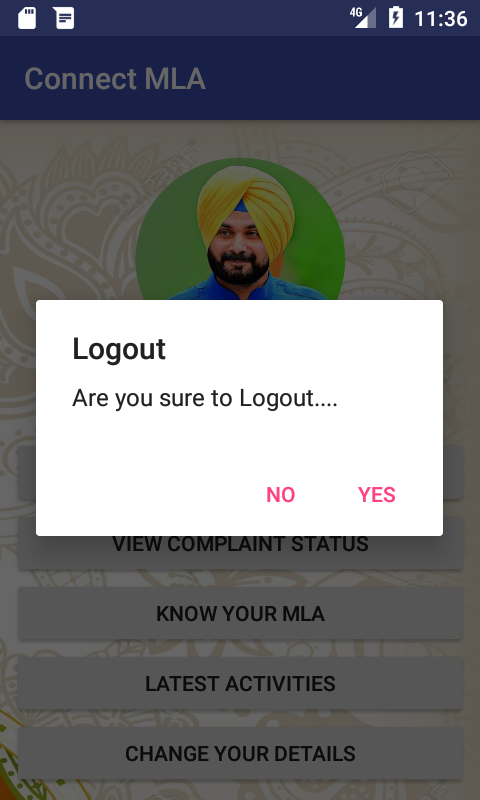 4G 11:36
Connect MLA
Logout
Are you sure to Logout....
NO YES
VIEW COMPLAINT STATUS
KNOW YOUR MLA
LATEST ACTIVITIES
CHANGE YOUR DETAILS